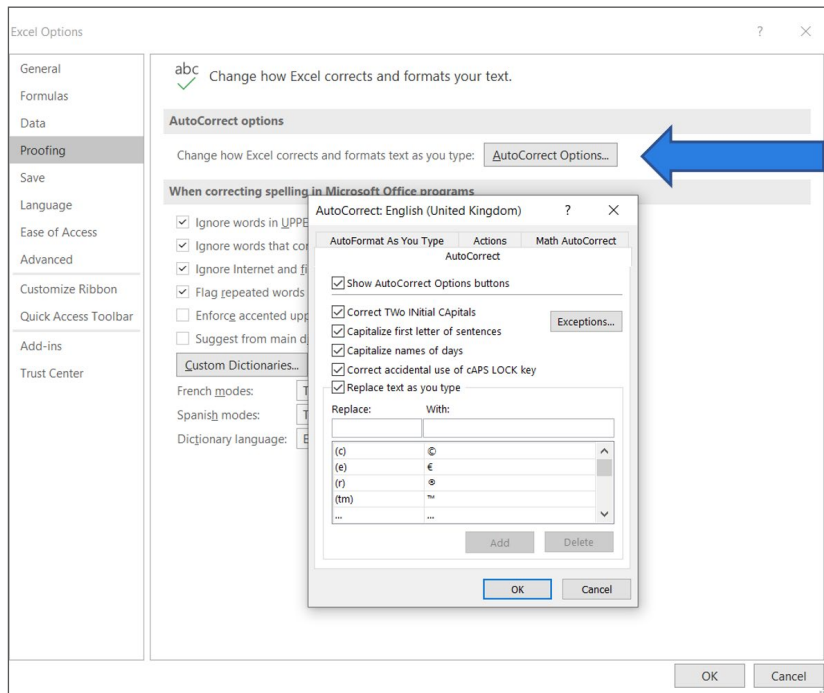 Excel Options
General
Formulas
Data
Proofing
Save
Language
Ease of Access
Advanced
Customize Ribbon
Quick Access Toolbar
Add-ins
Trust Center
abc Change how Excel corrects and formats your text.
AutoCorrect options
Change how Excel corrects and formats text as you type: AutoCorrect Options...
When correcting spelling in Microsoft Office programs
Ignore words in UPPE
Ignore words that co
Ignore Internet and fi
Flag repeated words
Enforce accented upp
Suggest from main d
Custom Dictionaries...
French modes: T
Spanish modes: T
Dictionary language: E
AutoCorrect: English (United Kingdom) ?
AutoFormat As You Type Actions Math AutoCorrect
AutoCorrect
Show AutoCorrect Options buttons
Correct TWo INitial CApitals
Exceptions...
Capitalize first letter of sentences
Capitalize names of days
Correct accidental use of cAPS LOCK key
Replace text as you type
Replace: With:
(c) ©
(e) €
(r) ®
(tm) ™
... …
Add Delete
OK Cancel
OK Cancel